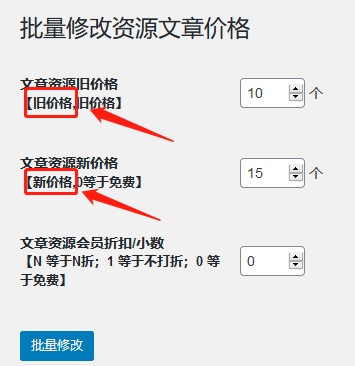 批量修改资源文章价格
文章资源旧价格
【旧价格,旧价格】
10
个
文章资源新价格
【新价格,0等于免费】
15
个
文章资源会员折扣/小数
【N 等于N折；1 等于不打折；0 等
于免费】
0
批量修改